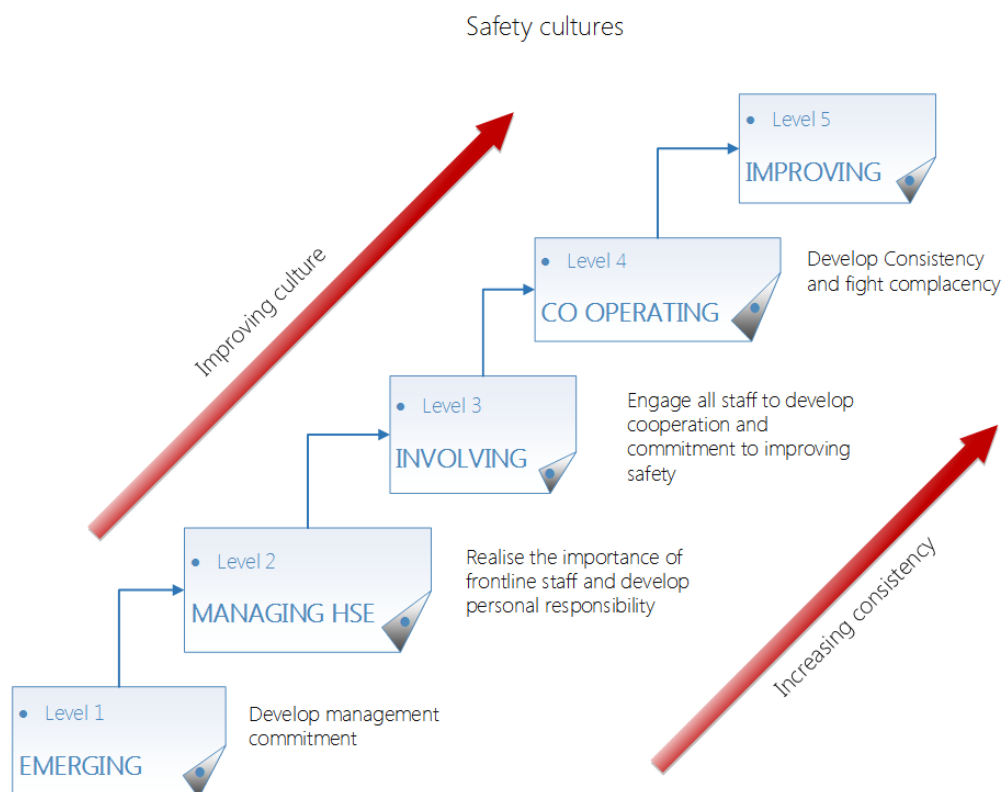 Safety cultures
Level 5
IMPROVING
Level 4
CO OPERATING
Develop Consistency
and fight complacency
Improving culture
Level 3
INVOLVING
Engage all staff to develop
cooperation and
commitment to improving
safety
Level 2
MANAGING HSE
Realise the importance of
frontline staff and develop
personal responsibility
Increasing consistency
Level 1
EMERGING
Develop management
commitment